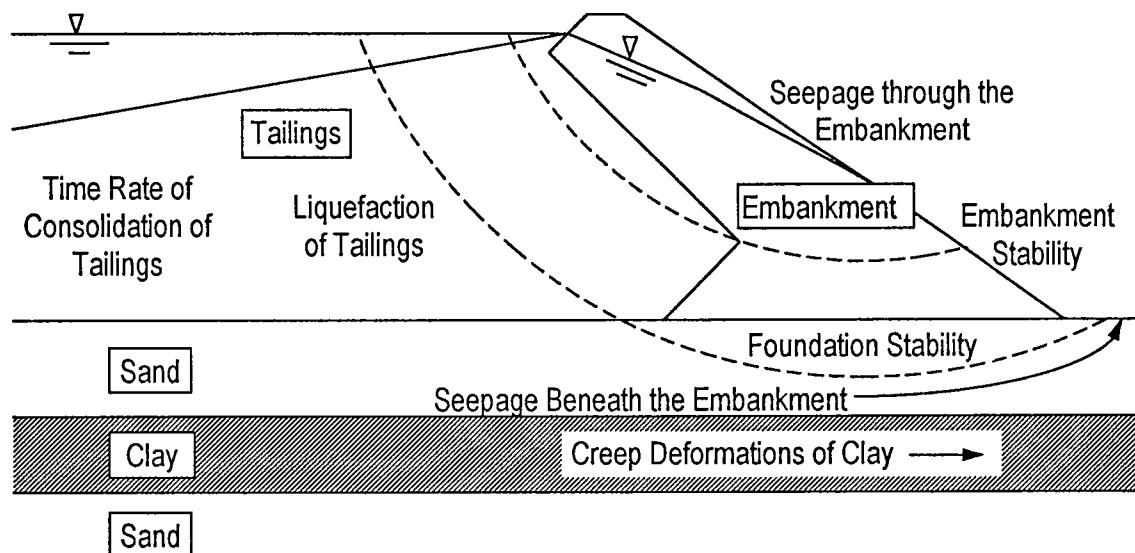 Seepage through the
Embankment
Tailings
Time Rate of
Consolidation of
Tailings
Liquefaction
of Tailings
Embankment
Embankment
Stability
Foundation Stability
Sand
Seepage Beneath the Embankment
Clay
Creep Deformations of Clay
Sand